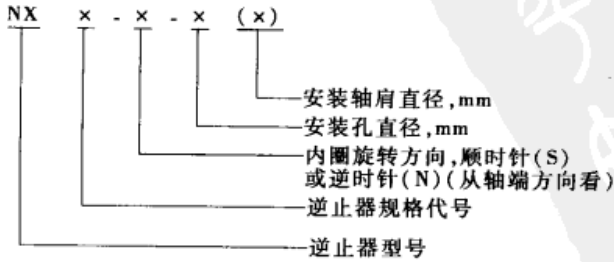 NX × - × - × (×)
安装轴肩直径,mm
安装孔直径,mm
内圈旋转方向,顺时针(S)
或逆时针(N)(从轴端方向看)
逆止器规格代号
逆止器型号